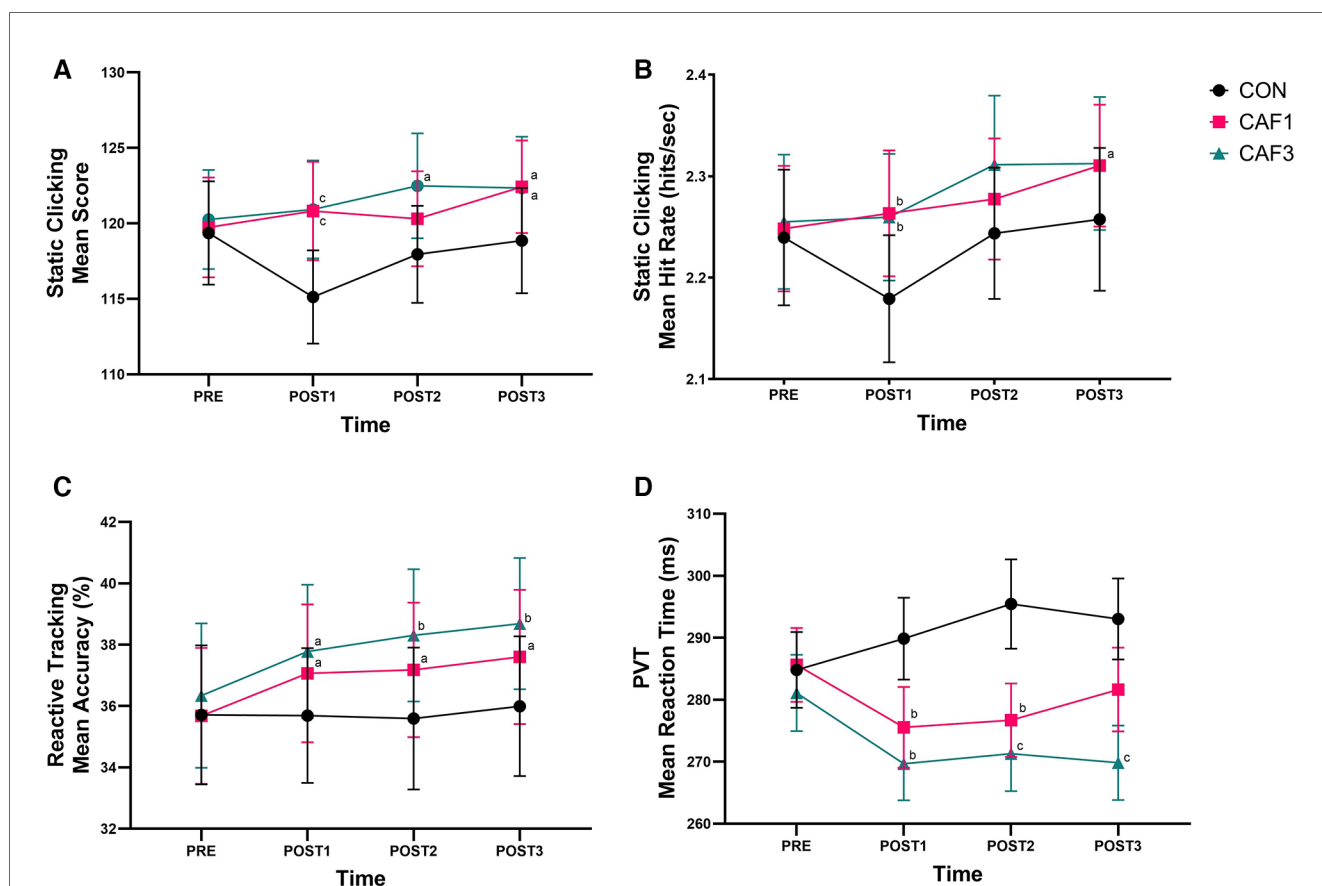 A
Static Clicking
Mean Score
130
125
120
115
110
c
c
a
a
a
PRE
POST1
POST2
POST3
Time
B
Static Clicking
Mean Hit Rate (hits/sec)
2.4
2.3
2.2
2.1
b
b
a
PRE
POST1
POST2
POST3
Time
CON
CAF1
CAF3
C
Reactive Tracking
Mean Accuracy (%)
42
40
38
36
34
32
a
a
b
a
b
a
PRE
POST1
POST2
POST3
Time
D
PVT
Mean Reaction Time (ms)
310
300
290
280
270
260
b
b
b
c
c
PRE
POST1
POST2
POST3
Time